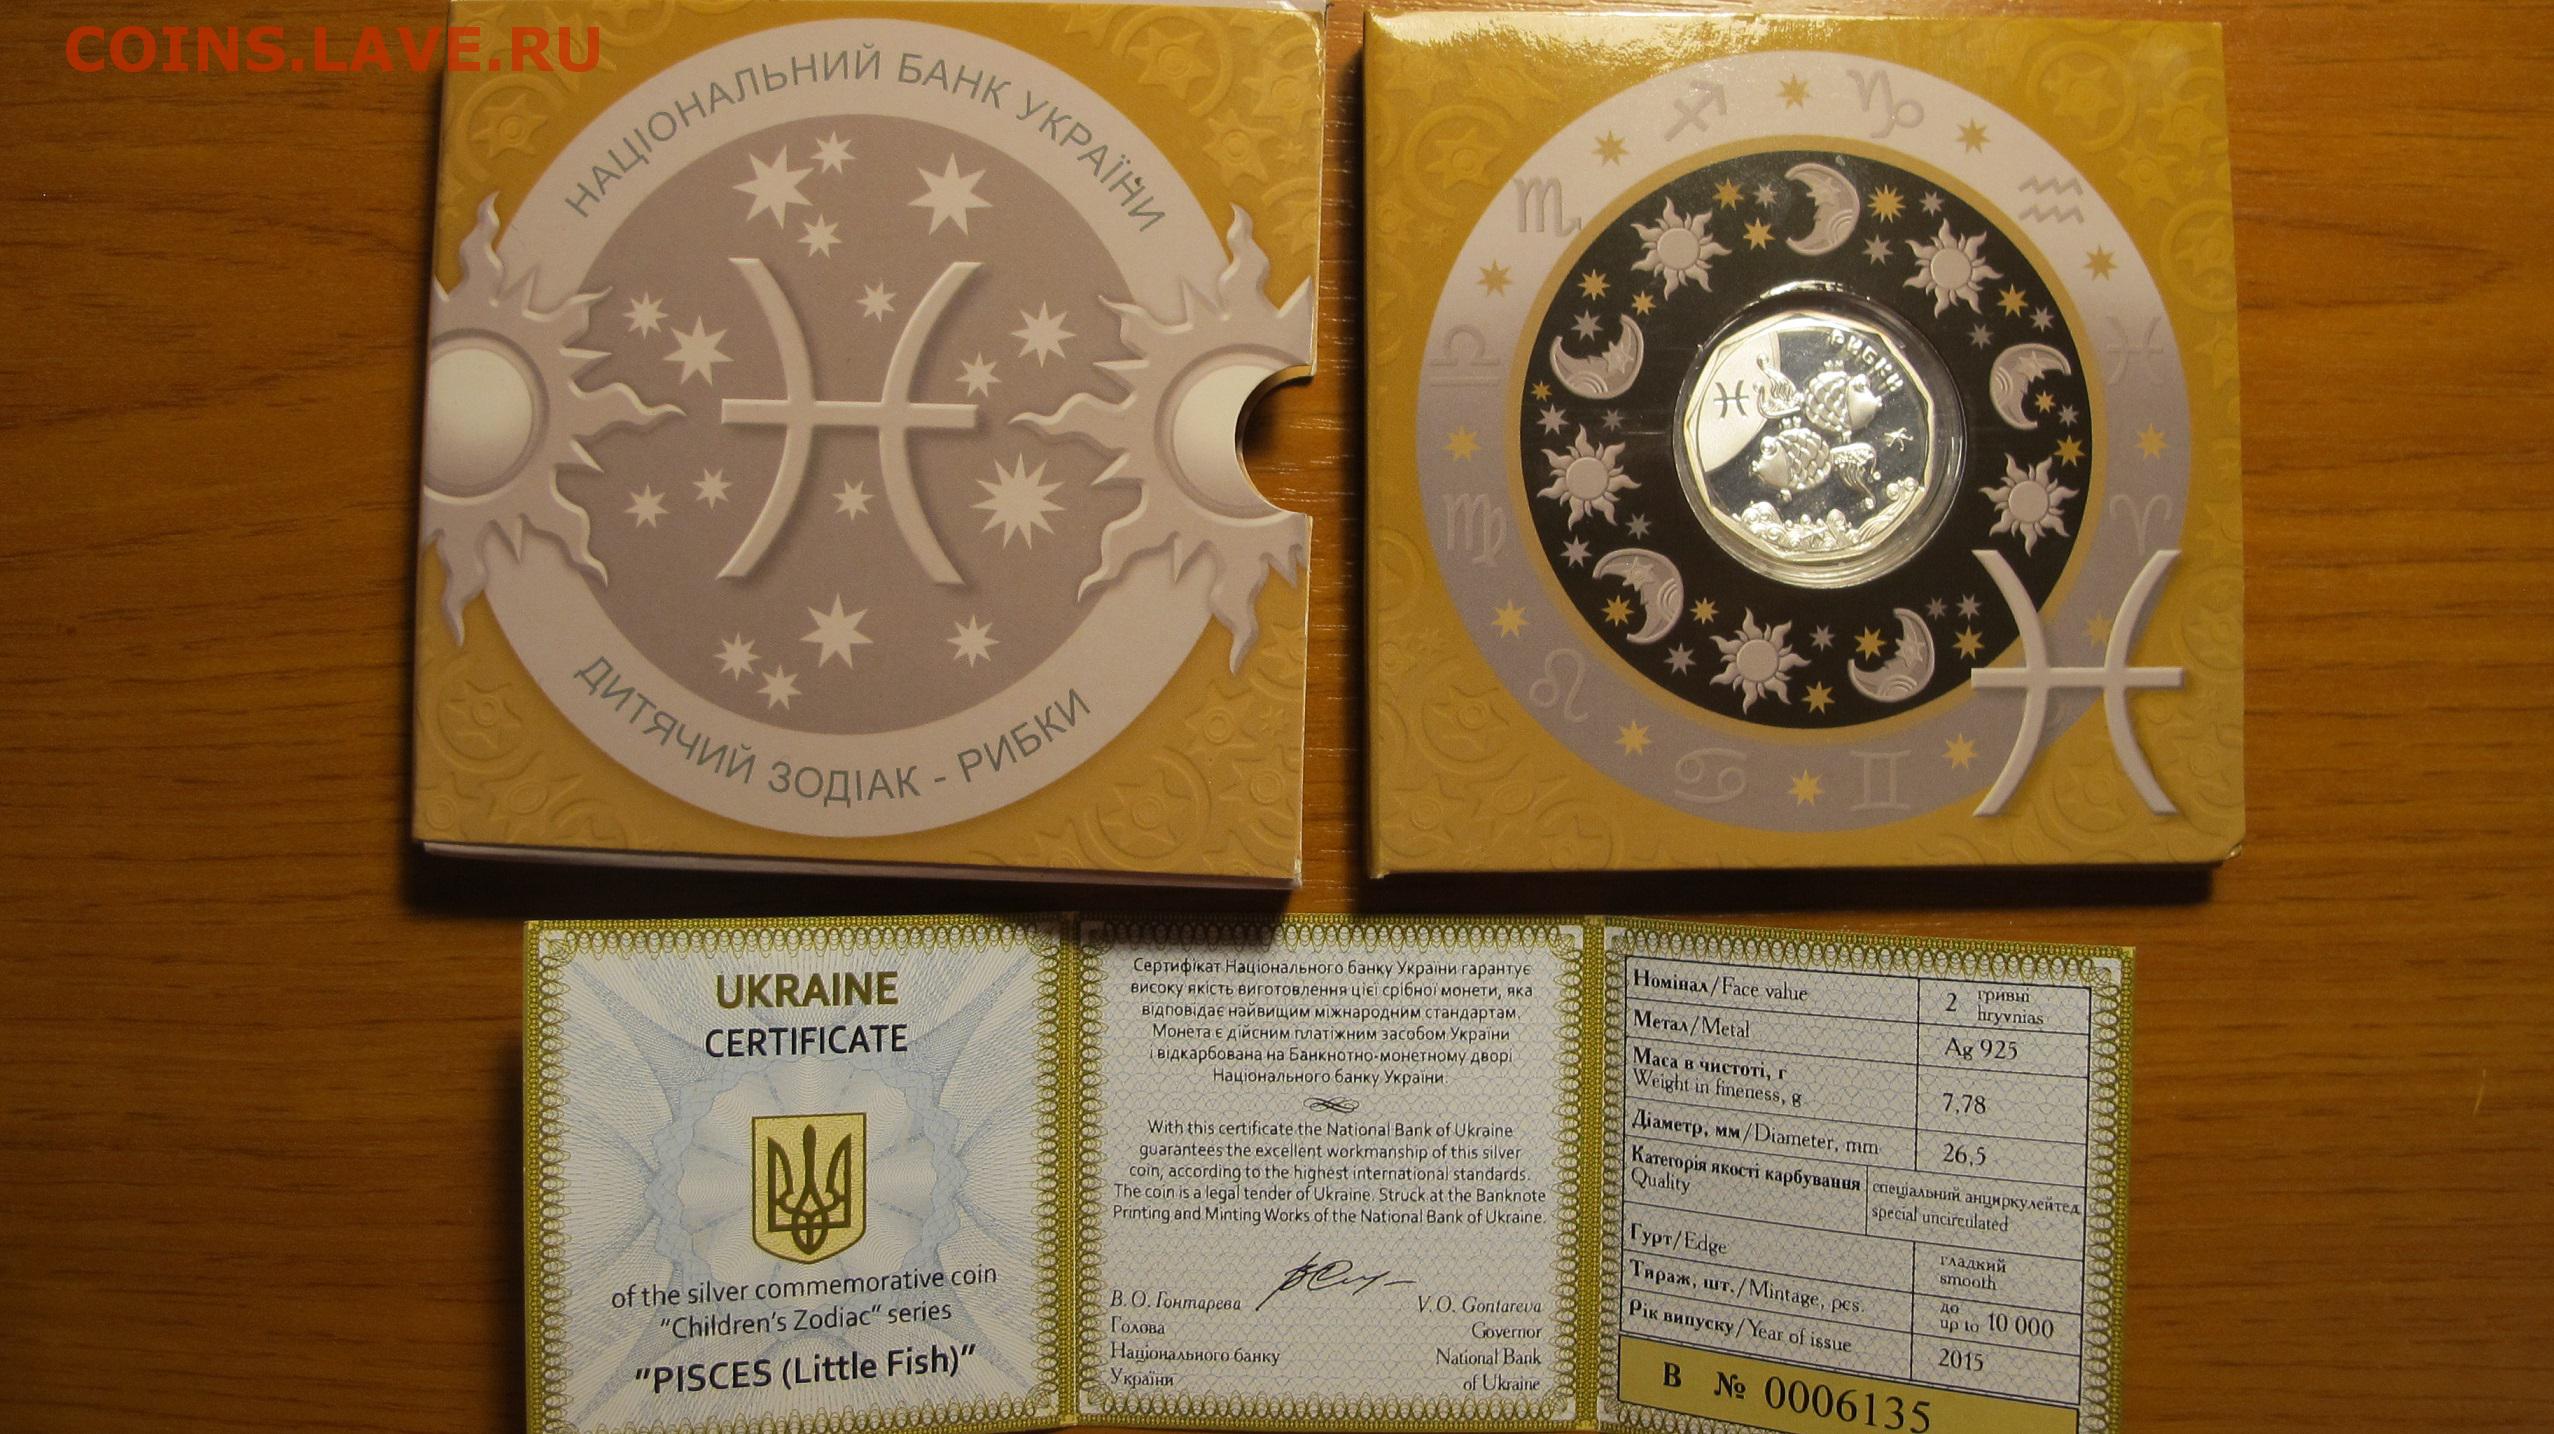 COINS.LAVE.RU
НАЦІОНАЛЬНИЙ БАНК УКРАЇНИ
ДИТЯЧИЙ ЗОДІАК - РИБКИ
РИБКИ
UKRAINE
CERTIFICATE
of the silver commemorative coin
"Children's Zodiac" series
"PISCES (Little Fish)"
Сертифікат Національного банку України гарантує
високу якість виготовлення цієї срібної монети, яка
відповідає найвищим міжнародним стандартам.
Монета є дійсним платіжним засобом України
і відкарбована на Банкнотно-монетному дворі
Національного банку України.
With this certificate the National Bank of Ukraine
guarantees the excellent workmanship of this silver
coin, according to the highest international standards.
The coin is a legal tender of Ukraine. Struck at the Banknote
Printing and Minting Works of the National Bank of Ukraine.
В. О. Гонтарева
Голова
Національного банку
України
V.O. Gontareva
Governor
National Bank
of Ukraine
Номінал/Face value
2 гривні
hryvnias
Метал/Metal
Ag 925
Маса в чистоті, г
Weight in fineness, g
7,78
Діаметр, мм/Diameter, mm
26,5
Категорія якості карбування
Quality
спеціальний анциркулейтед
special uncirculated
Гурт/Edge
гладкий
smooth
Тираж, шт./Mintage, pcs.
до
up to 10 000
Рік випуску/Year of issue
2015
В № 0006135